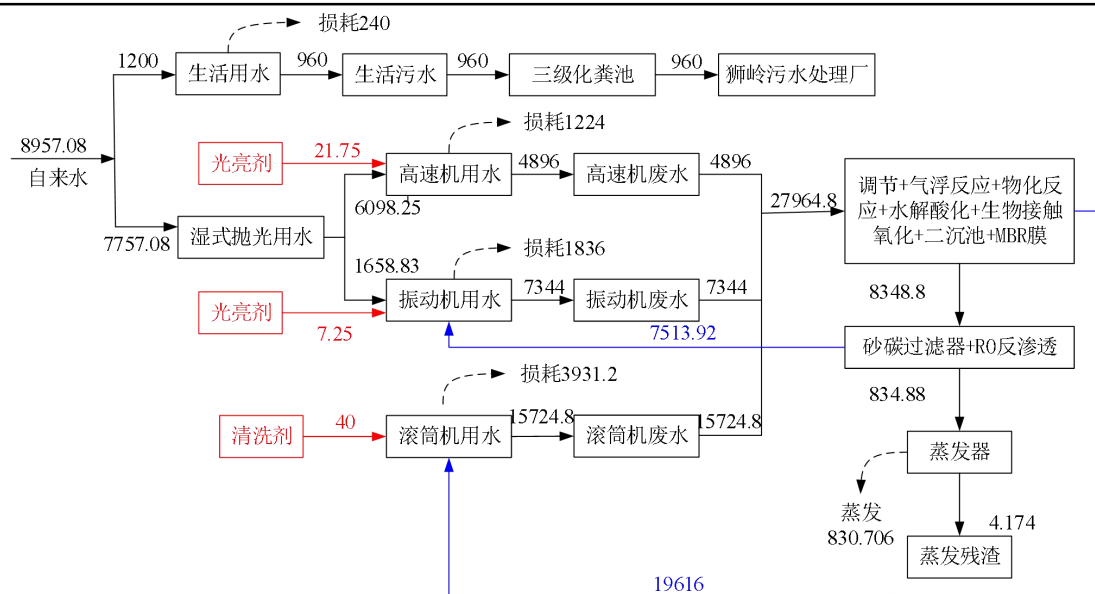 损耗240
1200
生活用水
960
生活污水
960
三级化粪池
960
狮岭污水处理厂
8957.08
自来水
损耗1224
光亮剂
21.75
高速机用水
4896
高速机废水
4896
6098.25
27964.8
调节+气浮反应+物化反
应+水解酸化+生物接触
氧化+二沉池+MBR膜
7757.08
湿式抛光用水
损耗1836
1658.83
光亮剂
7.25
振动机用水
7344
振动机废水
7344
8348.8
7513.92
砂碳过滤器+RO反渗透
损耗3931.2
834.88
清洗剂
40
滚筒机用水
15724.8
滚筒机废水
15724.8
蒸发器
蒸发
830.706
4.174
蒸发残渣
19616